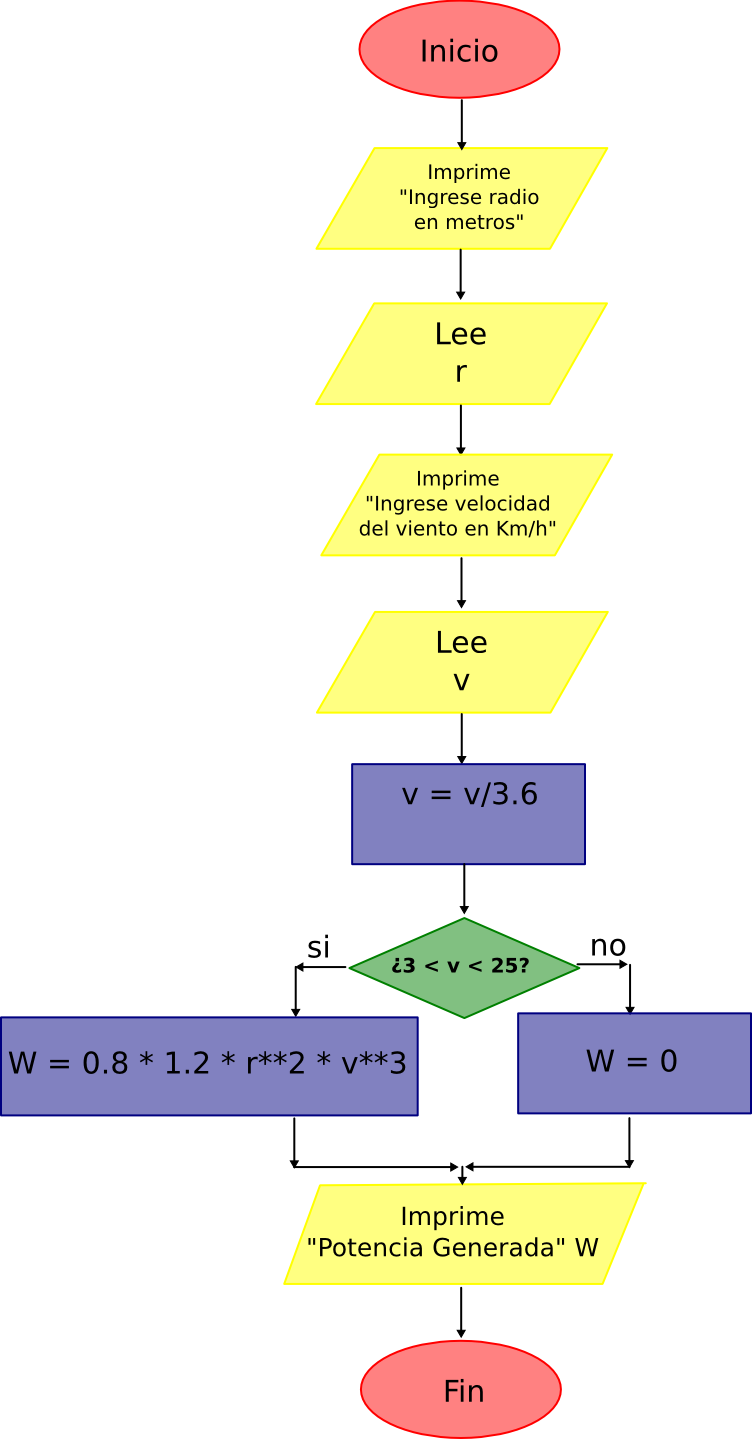 Inicio
Imprime
"Ingrese radio
en metros"
Lee
r
Imprime
"Ingrese velocidad
del viento en Km/h"
Lee
v
v = v/3.6
¿3 < v < 25?
si
no
W = 0.8 * 1.2 * r**2 * v**3
W = 0
Imprime
"Potencia Generada" W
Fin